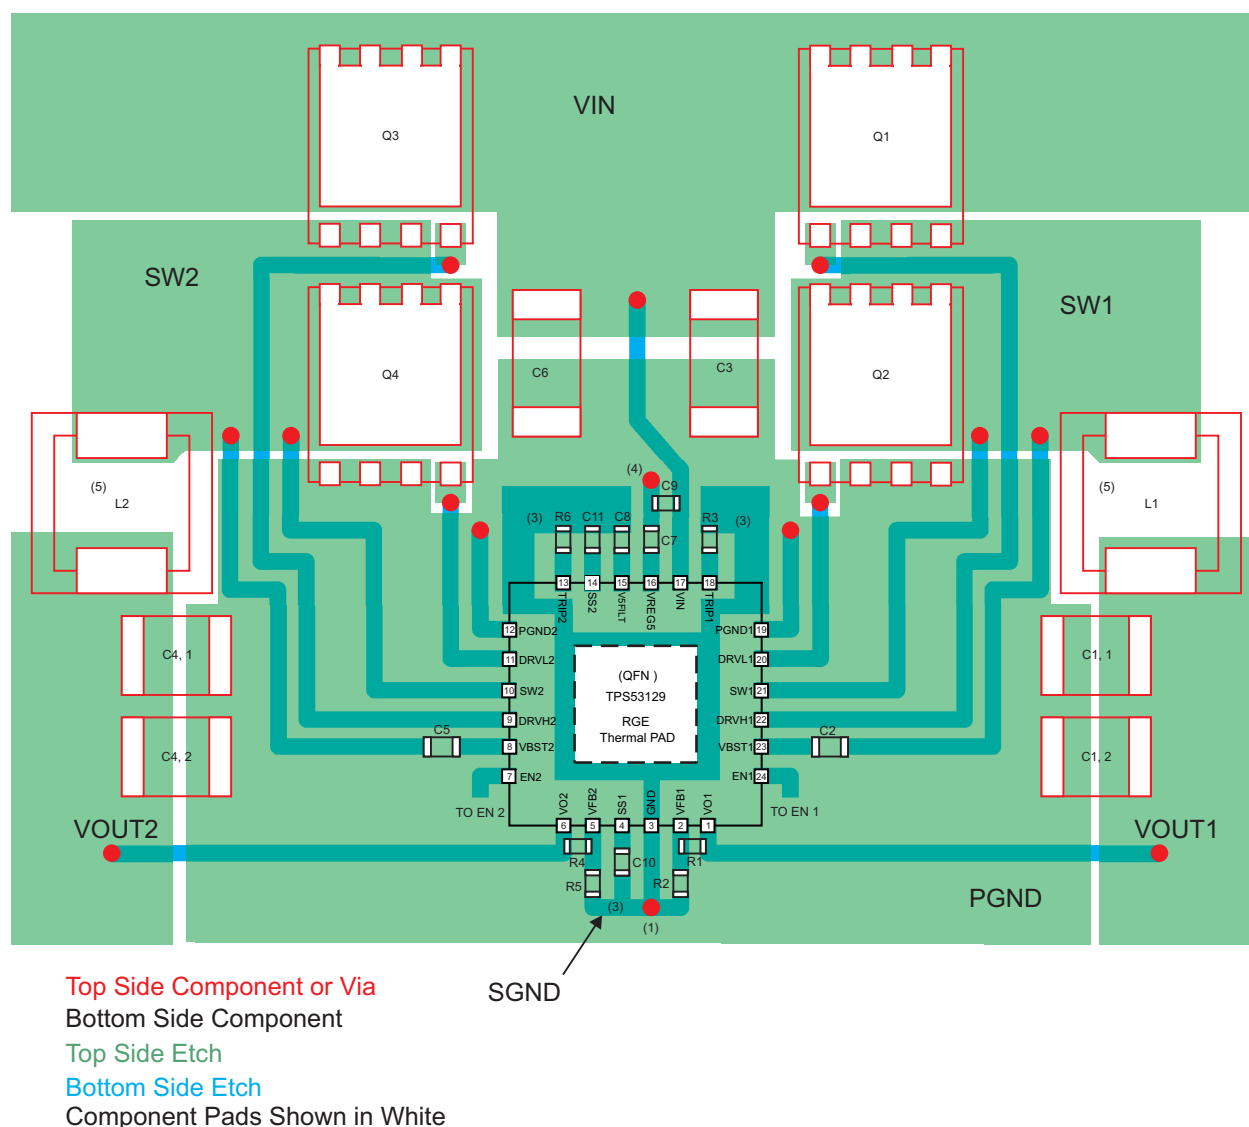 VIN
Q3
Q1
SW2
SW1
Q4
C6
C3
Q2
(5)
L2
(5)
L1
(4)
C9
(3)
R6
C11
C8
C7
R3
(3)
13
14
15
16
17
18
TRIP2
SS2
V5FILT
VREG5
VIN
TRIP1
12
PGND2
PGND1
19
11
DRVL2
DRVL1
20
10
SW2
SW1
21
9
DRVH2
DRVH1
22
8
VBST2
VBST1
23
7
EN2
EN1
24
(QFN )
TPS53129
RGE
Thermal PAD
C4, 1
C1, 1
C5
C2
C4, 2
C1, 2
TO EN 2
TO EN 1
VO2
VFB2
SS1
GND
VFB1
VO1
6
5
4
3
2
1
VOUT2
VOUT1
R4
C10
R1
R5
R2
(3)
(1)
PGND
SGND
Top Side Component or Via
Bottom Side Component
Top Side Etch
Bottom Side Etch
Component Pads Shown in White